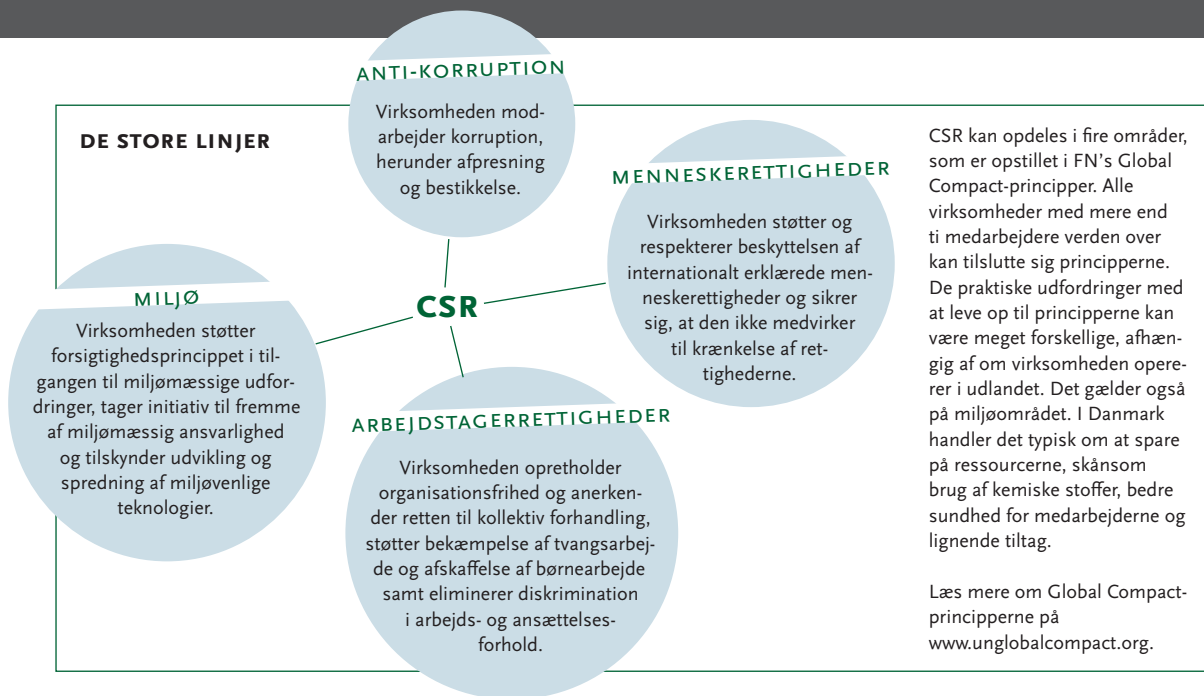 DE STORE LINJER
ANTI-KORRUPTION
Virksomheden mod-
arbejder korruption,
herunder afpresning
og bestikkelse.
MENNESKERETTIGHEDER
Virksomheden støtter og
respekterer beskyttelsen af
internationalt erklærede men-
neskerettigheder og sikrer
sig, at den ikke medvirker
til krænkelse af ret-
tighederne.
MILJØ
Virksomheden støtter
forsigtighedsprincippet i til-
gangen til miljømæssige udfor-
dringer, tager initiativ til fremme
af miljømæssig ansvarlighed
og tilskynder udvikling og
spredning af miljøvenlige
teknologier.
CSR
ARBEJDSTAGERRETTIGHEDER
Virksomheden opretholder
organisationsfrihed og anerken-
der retten til kollektiv forhandling,
støtter bekæmpelse af tvangsarbej-
de og afskaffelse af børnearbejde
samt eliminerer diskrimination
i arbejds- og ansættelses-
forhold.
CSR kan opdeles i fire områder,
som er opstillet i FN's Global
Compact-principper. Alle
virksomheder med mere end
ti medarbejdere verden over
kan tilslutte sig principperne.
De praktiske udfordringer med
at leve op til principperne kan
være meget forskellige, afhæn-
gig af om virksomheden opere-
rer i udlandet. Det gælder også
på miljøområdet. I Danmark
handler det typisk om at spare
på ressourcerne, skånsom
brug af kemiske stoffer, bedre
sundhed for medarbejderne og
lignende tiltag.
Læs mere om Global Compact-
principperne på
www.unglobalcompact.org.